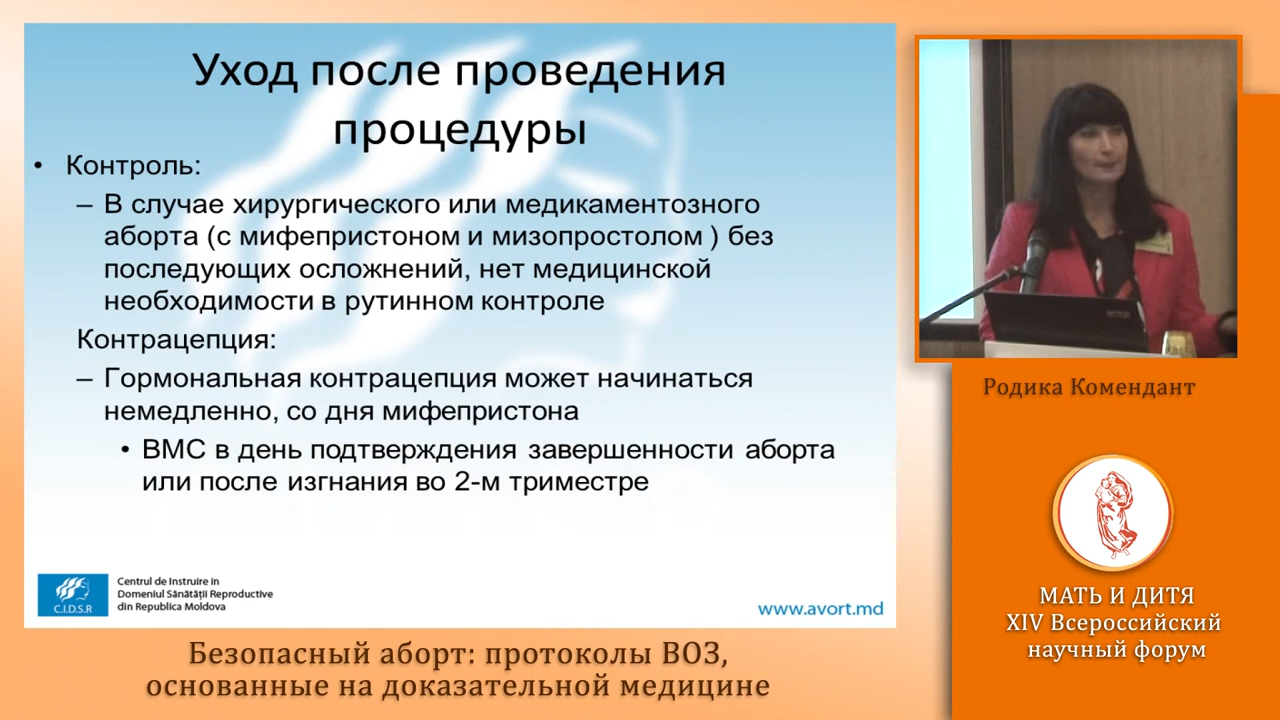 Уход после проведения
процедуры
• Контроль:
– В случае хирургического или медикаментозного
аборта (с мифепристоном и мизопростолом ) без
последующих осложнений, нет медицинской
необходимости в рутинном контроле
Контрацепция:
– Гормональная контрацепция может начинаться
немедленно, со дня мифепристона
• ВМС в день подтверждения завершенности аборта
или после изгнания во 2-м триместре
C.I.D.S.R
Centrul de Instruire in
Domeniul Sănătății Reproductive
din Republica Moldova
www.avort.md
Безопасный аборт: протоколы ВОЗ,
основанные на доказательной медицине
Родика Комендант
МАТЬ И ДИТЯ
XIV Всероссийский
научный форум